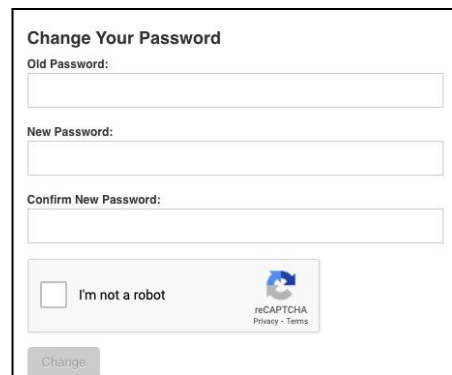 Change Your Password
Old Password:
New Password:
Confirm New Password:
I'm not a robot
reCAPTCHA
Privacy - Terms
Change